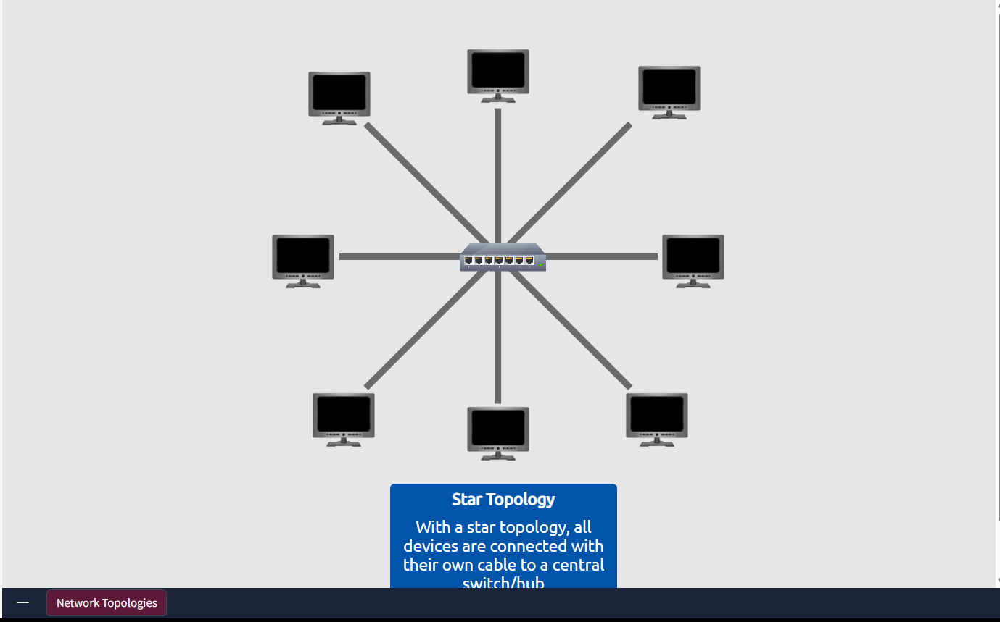 Star Topology
With a star topology, all
devices are connected with
their own cable to a central
switch/hub
Network Topologies